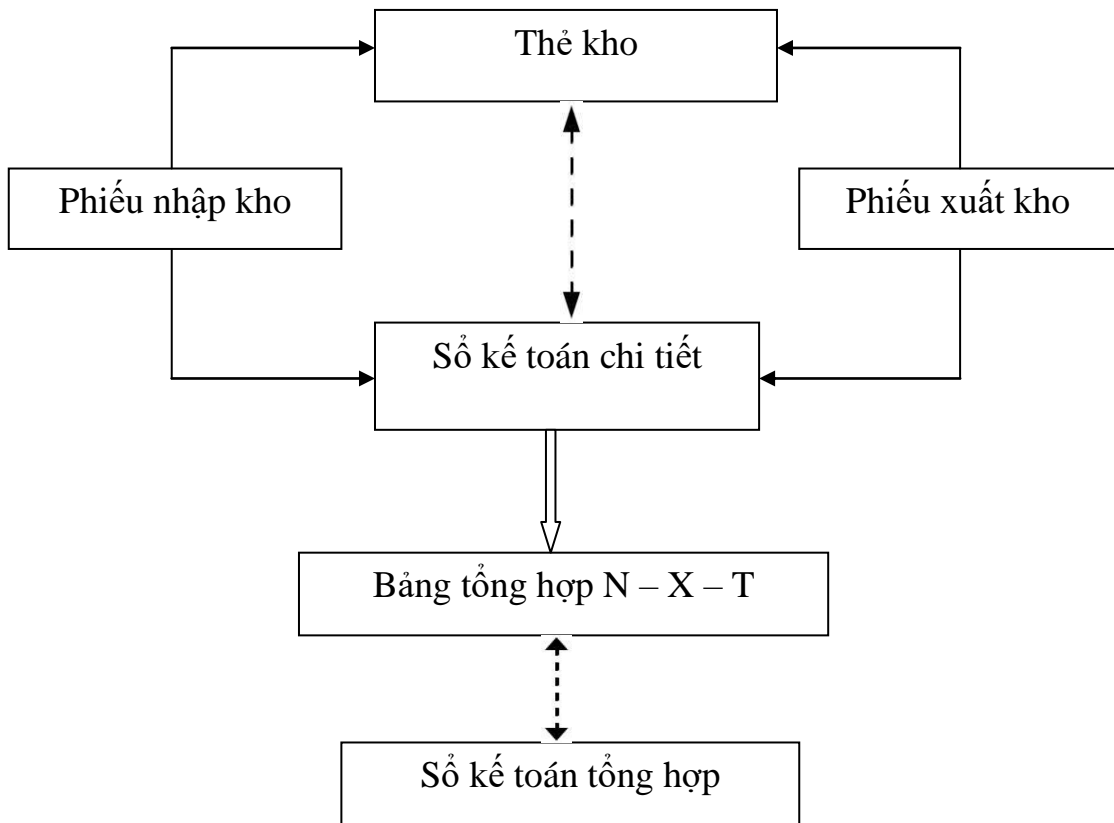 Thẻ kho
Phiếu nhập kho
Phiếu xuất kho
Sổ kế toán chi tiết
Bảng tổng hợp N – X – T
Sổ kế toán tổng hợp